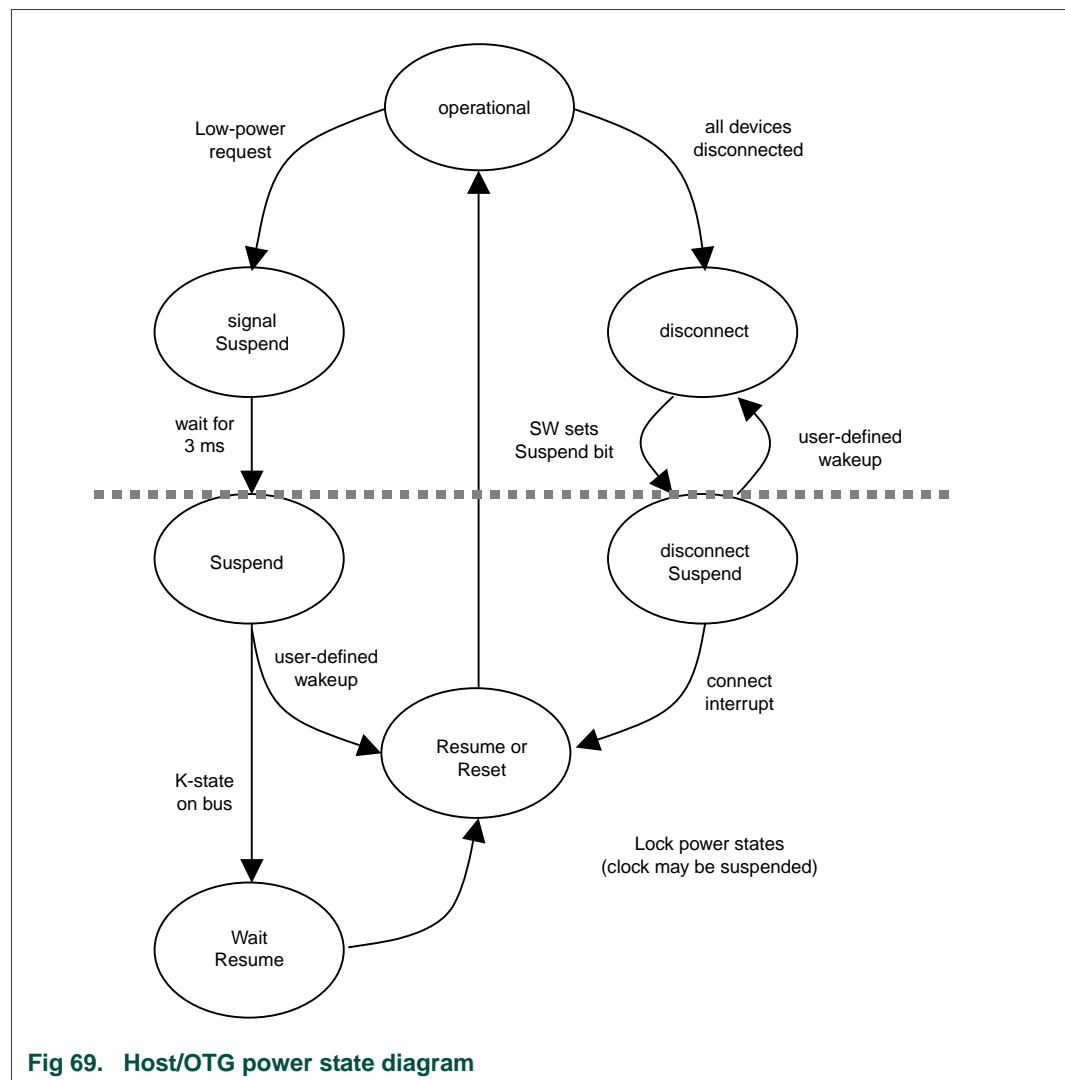 operational
Low-power
request
all devices
disconnected
signal
Suspend
disconnect
wait for
3 ms
SW sets
Suspend bit
user-defined
wakeup
Suspend
disconnect
Suspend
user-defined
wakeup
connect
interrupt
Resume or
Reset
K-state
on bus
Lock power states
(clock may be suspended)
Wait
Resume
Fig 69. Host/OTG power state diagram